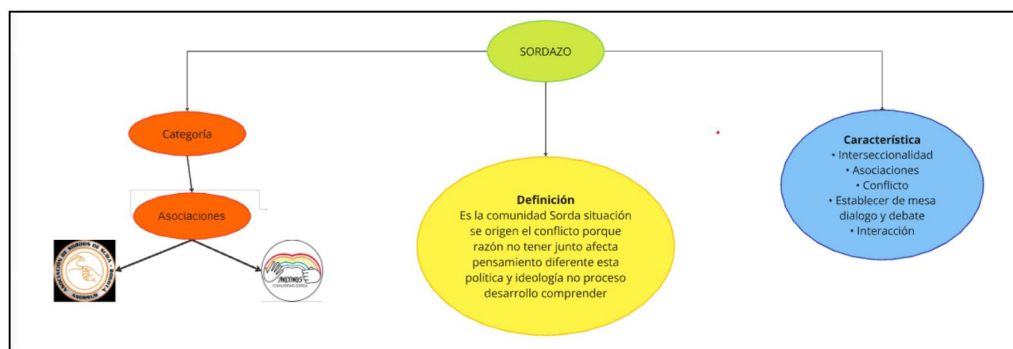 SORDAZO
Categoría
Asociaciones
Definición
Es la comunidad Sorda situación
se origen el conflicto porque
razón no tener junto afecta
pensamiento diferente esta
política y ideología no proceso
desarrollo comprender
Característica
• Interseccionalidad
• Asociaciones
• Conflicto
• Establecer de mesa
dialogo y debate
• Interacción